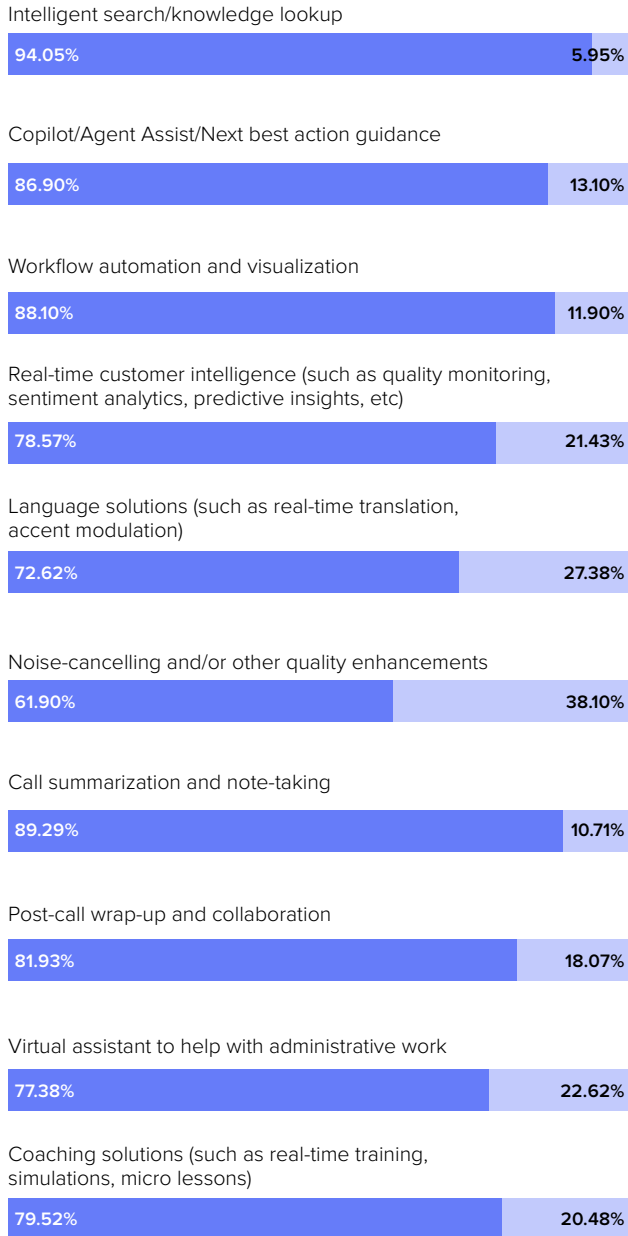 Intelligent search/knowledge lookup
94.05% 5.95%
Copilot/Agent Assist/Next best action guidance
86.90% 13.10%
Workflow automation and visualization
88.10% 11.90%
Real-time customer intelligence (such as quality monitoring,
sentiment analytics, predictive insights, etc)
78.57% 21.43%
Language solutions (such as real-time translation,
accent modulation)
72.62% 27.38%
Noise-cancelling and/or other quality enhancements
61.90% 38.10%
Call summarization and note-taking
89.29% 10.71%
Post-call wrap-up and collaboration
81.93% 18.07%
Virtual assistant to help with administrative work
77.38% 22.62%
Coaching solutions (such as real-time training,
simulations, micro lessons)
79.52% 20.48%